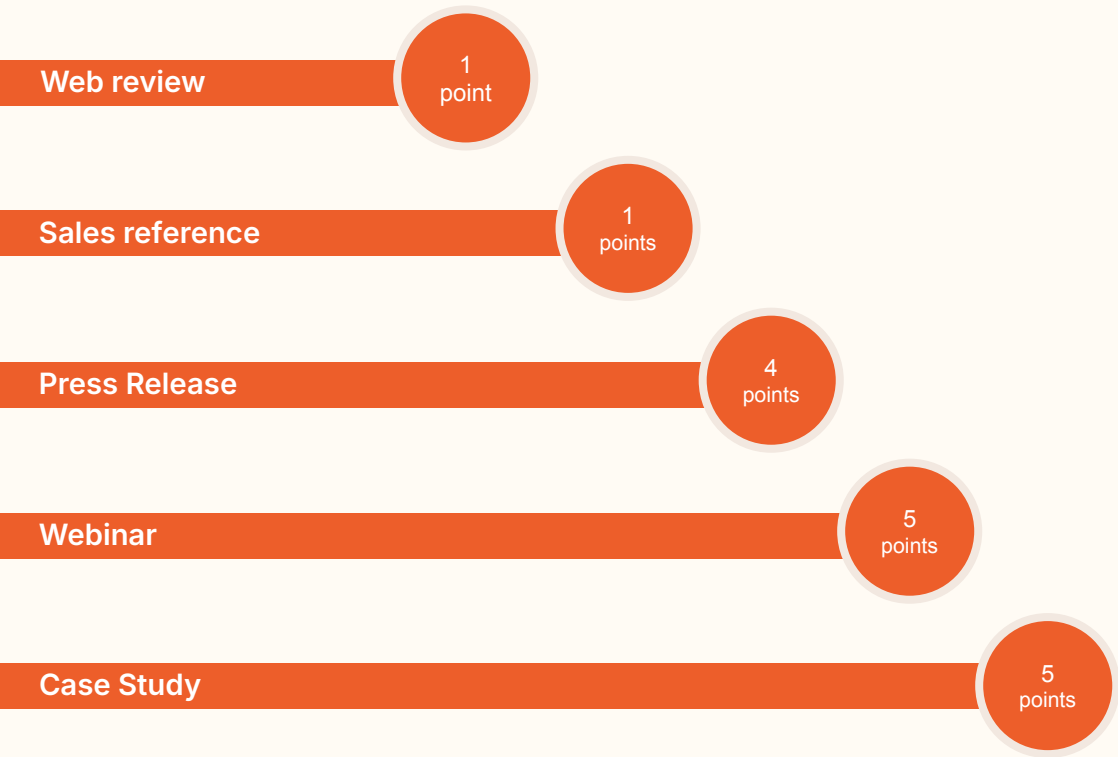 Web review
1
point
Sales reference
1
points
Press Release
4
points
Webinar
5
points
Case Study
5
points